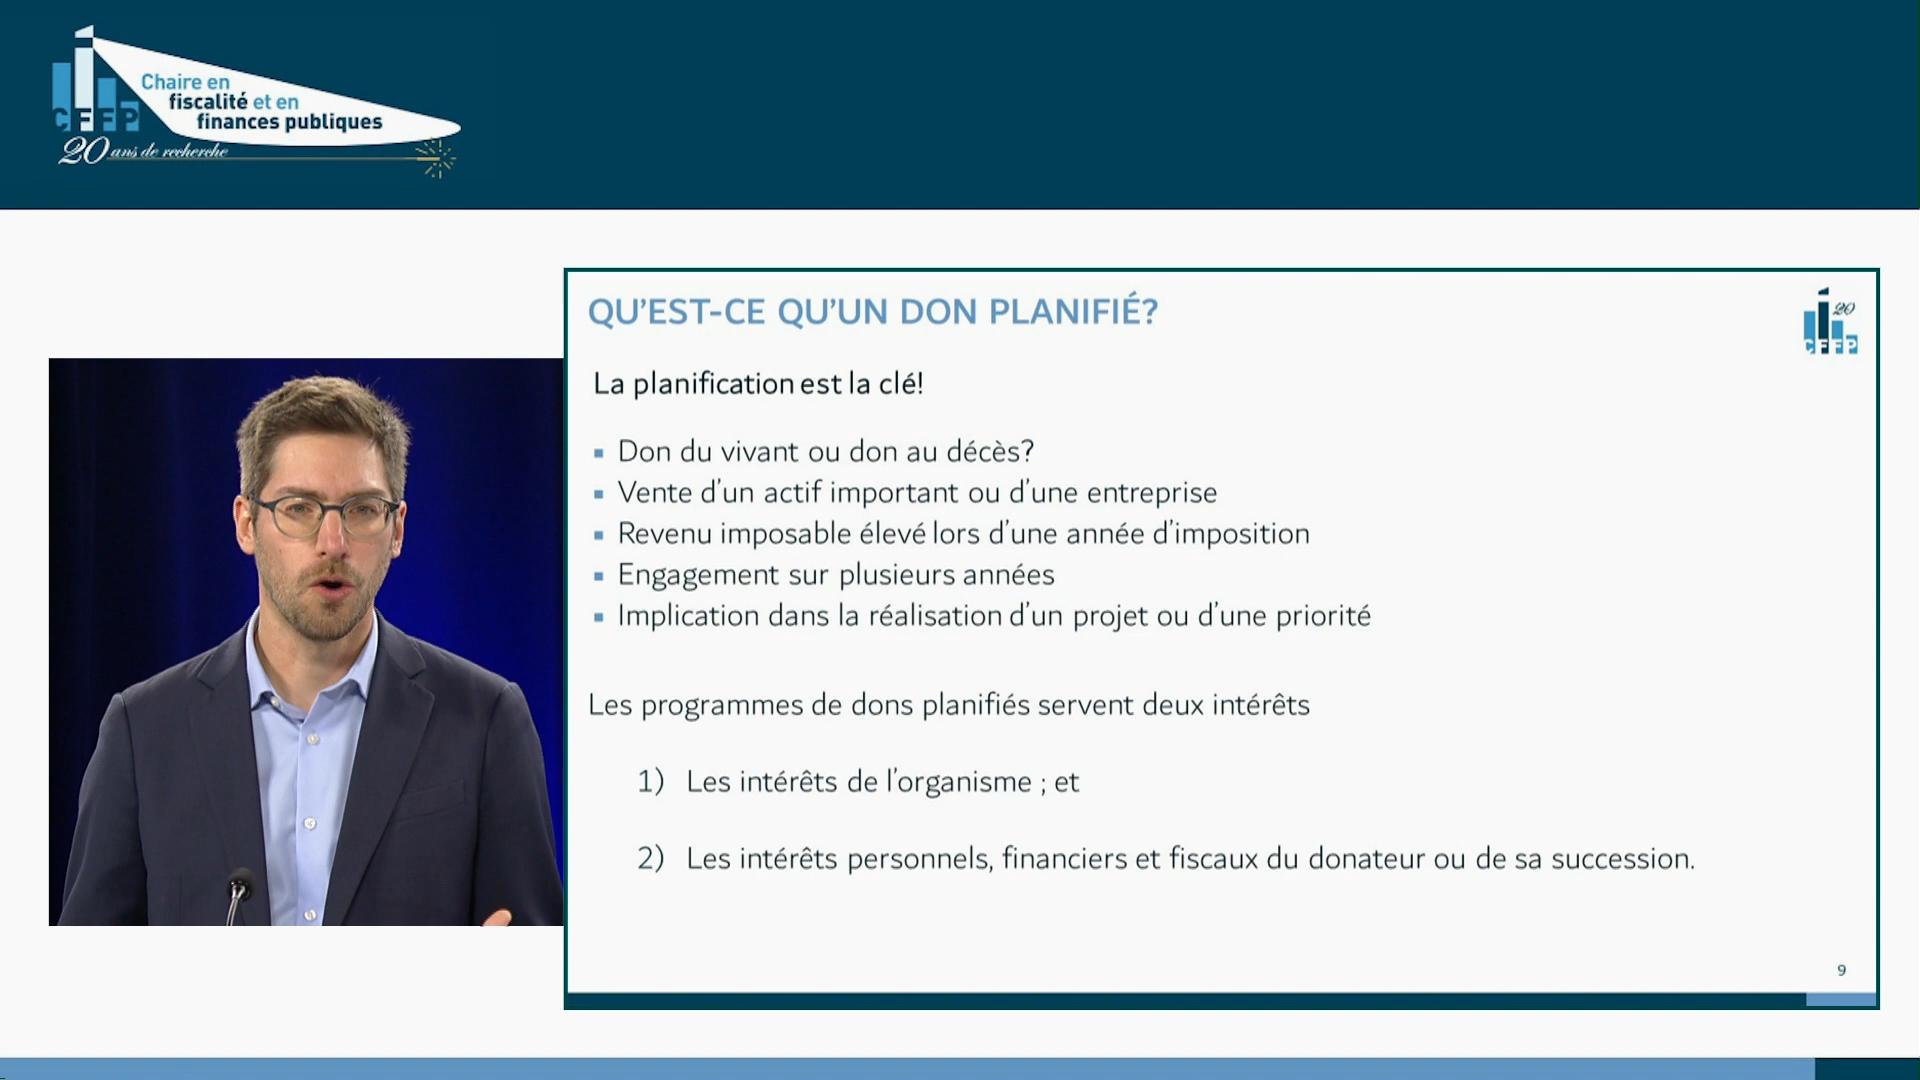 Chaire en
fiscalité et en
finances publiques
CFFP
20 ans de recherche
QU’EST-CE QU’UN DON PLANIFIÉ?
20
CFFP
La planification est la clé!
▪ Don du vivant ou don au décès?
▪ Vente d’un actif important ou d’une entreprise
▪ Revenu imposable élevé lors d’une année d’imposition
▪ Engagement sur plusieurs années
▪ Implication dans la réalisation d’un projet ou d’une priorité
Les programmes de dons planifiés servent deux intérêts
1) Les intérêts de l’organisme ; et
2) Les intérêts personnels, financiers et fiscaux du donateur ou de sa succession.
9